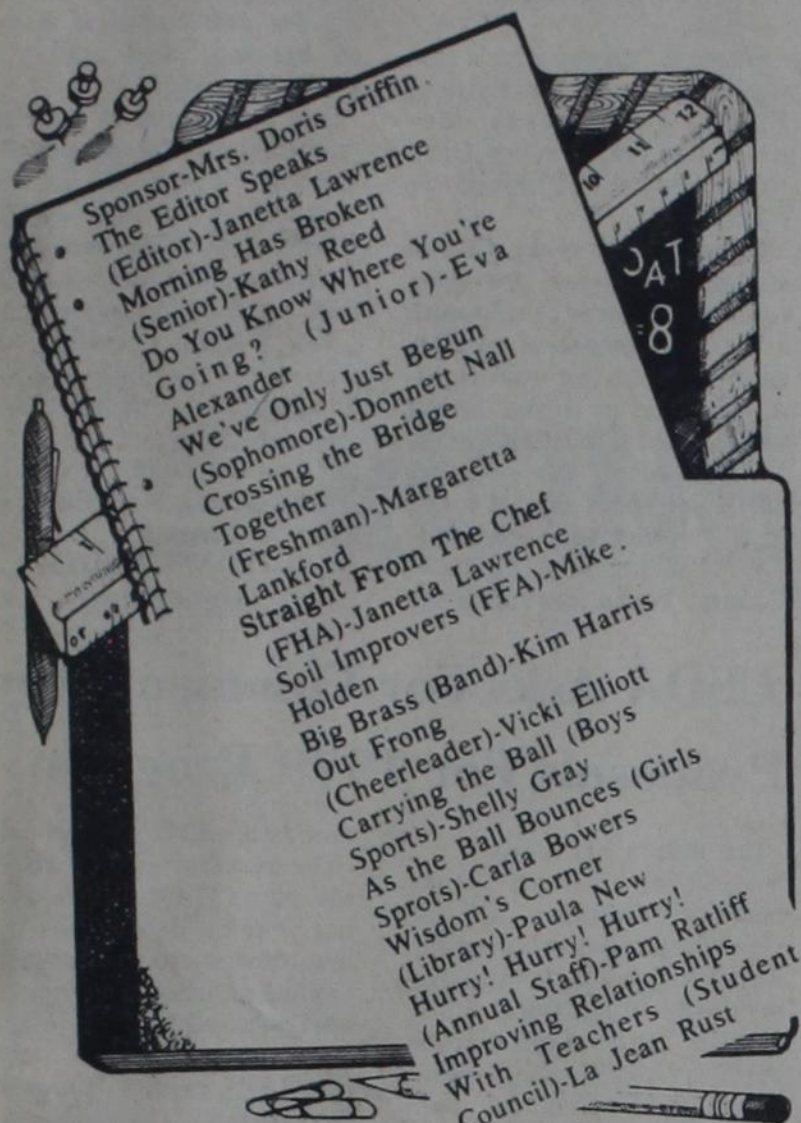 Sponsor-Mrs. Doris Griffin
The Editor Speaks
(Editor)-Janetta Lawrence
Morning Has Broken
(Senior)-Kathy Reed
Do You Know Where You're
Going? (Junior)-Eva
Alexander
We've Only Just Begun
(Sophomore)-Donnett Nall
Crossing the Bridge
Together
(Freshman)-Margaretta
Lankford
Straight From The Chef
(FHA)-Janetta Lawrence
Soil Improvers (FFA)-Mike
Holden
Big Brass (Band)-Kim Harris
Out Frong
(Cheerleader)-Vicki Elliott
Carrying the Ball (Boys
Sports)-Shelly Gray
As the Ball Bounces (Girls
Sprots)-Carla Bowers
Wisdom's Corner
(Library)-Paula New
Hurry! Hurry! Hurry!
(Annual Staff)-Pam Ratliff
Improving Relationships
With Teachers (Student
Council)-La Jean Rust
10 11 12
AT
8